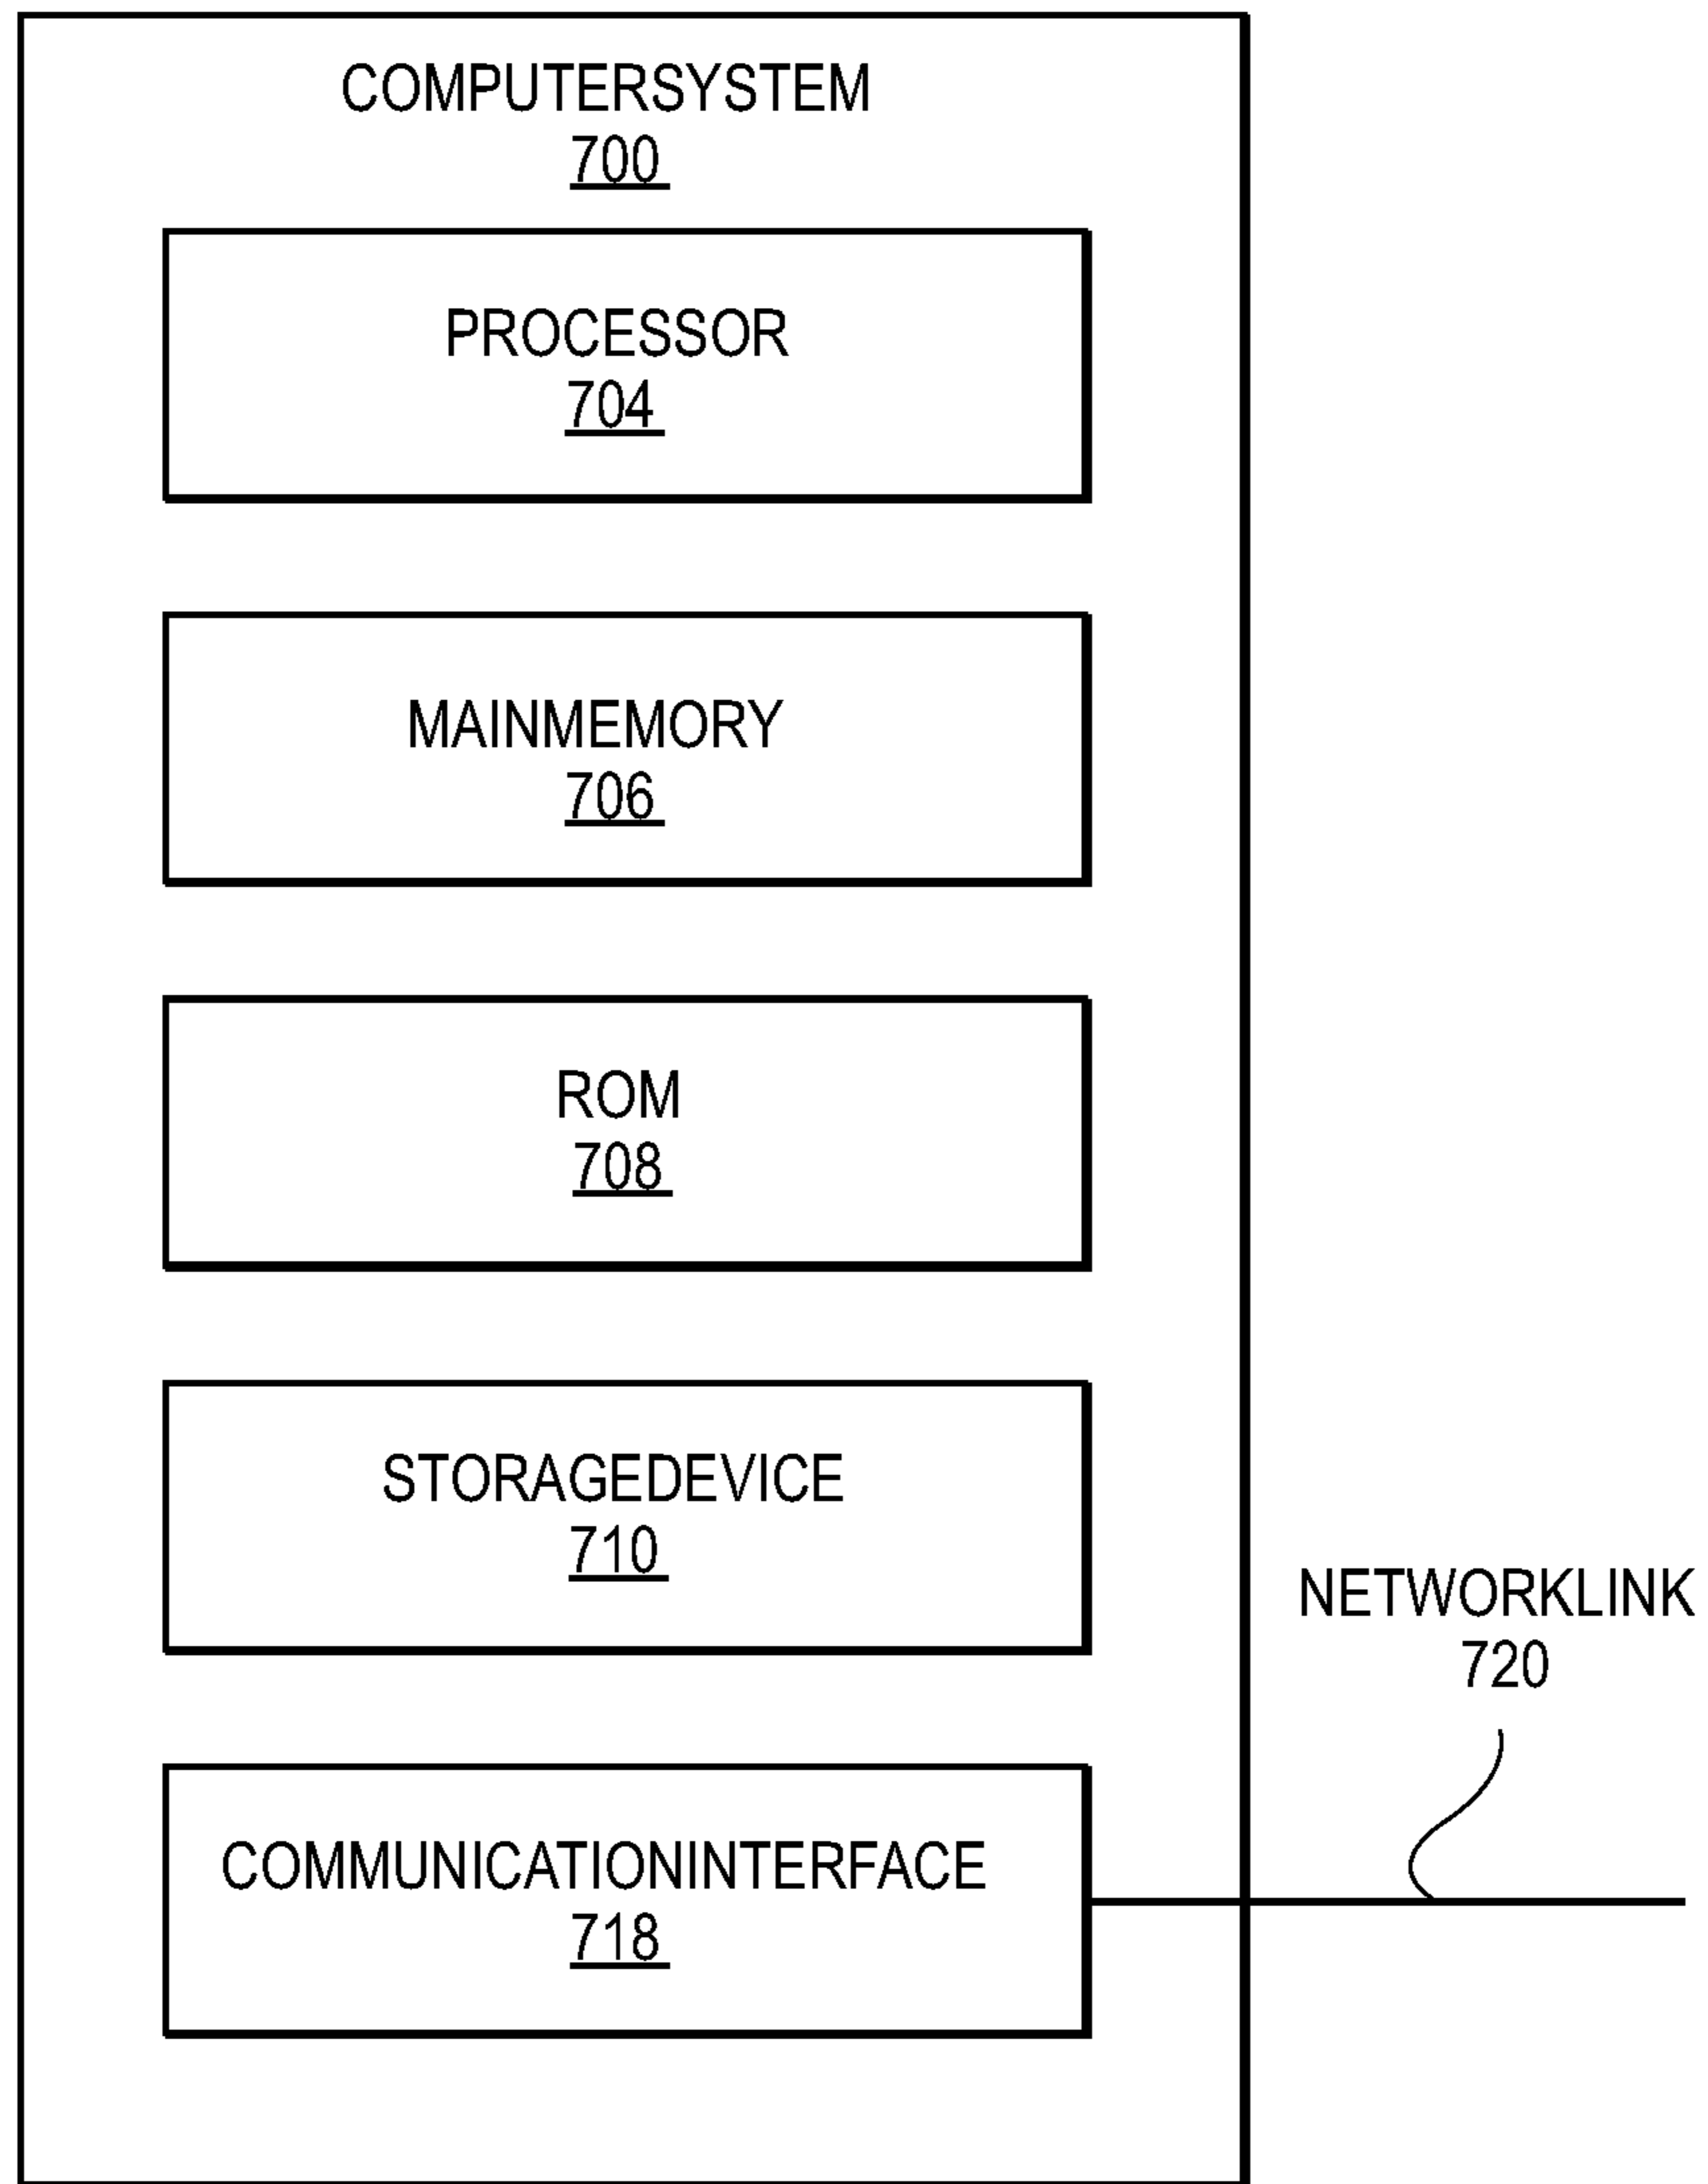 COMPUTERSYSTEM
700
PROCESSOR
704
MAINMEMORY
706
ROM
708
STORAGEDEVICE
710
NETWORKLINK
720
COMMUNICATIONINTERFACE
718